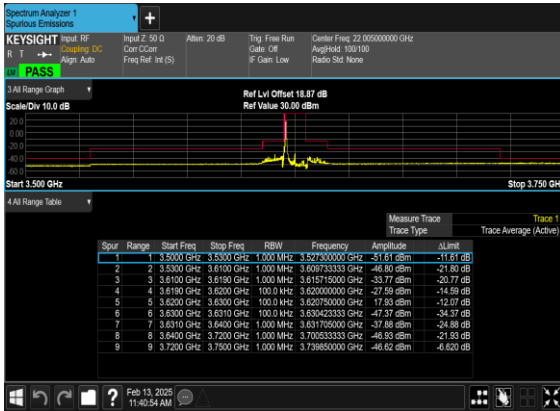 Spectrum Analyzer 1
Spurious Emissions
KEYSIGHT Input: RF Input Z: 50 Ω Atten: 20 dB Trig: Free Run Center Freq: 22.005000000 GHz
R T Coupling: DC Corr CCorr Gate: Off Avg|Hold: 100/100
Align: Auto Freq Ref: Int (S) IF Gain: Low Radio Std: None
PASS
3 All Range Graph Ref Lvl Offset 18.87 dB
Scale/Div 10.0 dB Ref Value 30.00 dBm
20.0
0.00
-20.0
-40.0
Start 3.500 GHz Stop 3.750 GH
4 All Range Table
Measure Trace Trace 1
Trace Type Trace Average (Active)
Spur Range Start Freq Stop Freq RBW Frequency Amplitude ΔLimit
1 1 3.5000 GHz 3.5300 GHz 1.000 MHz 3.527300000 GHz -51.61 dBm -11.61 dB
2 2 3.5300 GHz 3.6100 GHz 1.000 MHz 3.609733333 GHz -46.80 dBm -21.80 dB
3 3 3.6100 GHz 3.6190 GHz 1.000 MHz 3.615715000 GHz -33.77 dBm -20.77 dB
4 4 3.6190 GHz 3.6200 GHz 100.0 kHz 3.620000000 GHz -27.59 dBm -14.59 dB
5 5 3.6200 GHz 3.6300 GHz 100.0 kHz 3.620750000 GHz 17.93 dBm -12.07 dB
6 6 3.6300 GHz 3.6310 GHz 100.0 kHz 3.630423333 GHz -47.37 dBm -34.37 dB
7 7 3.6310 GHz 3.6400 GHz 1.000 MHz 3.631705000 GHz -37.88 dBm -24.88 dB
8 8 3.6400 GHz 3.7200 GHz 1.000 MHz 3.700533333 GHz -46.93 dBm -21.93 dB
9 9 3.7200 GHz 3.7500 GHz 1.000 MHz 3.739850000 GHz -46.62 dBm -6.620 dB
Feb 13, 2025
11:40:54 AM